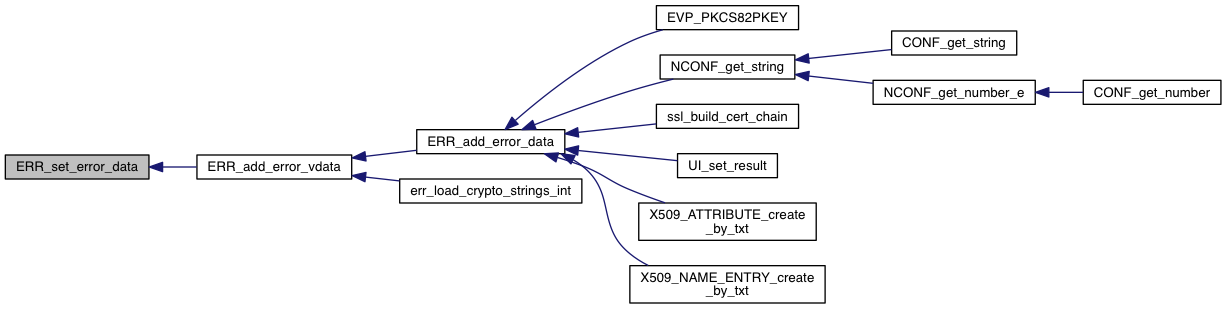 EVP_PKCS82PKEY
CONF_get_string
NCONF_get_string
NCONF_get_number_e
CONF_get_number
ssl_build_cert_chain
ERR_add_error_data
ERR_set_error_data
ERR_add_error_vdata
UI_set_result
err_load_crypto_strings_int
X509_ATTRIBUTE_create
_by_txt
X509_NAME_ENTRY_create
_by_txt